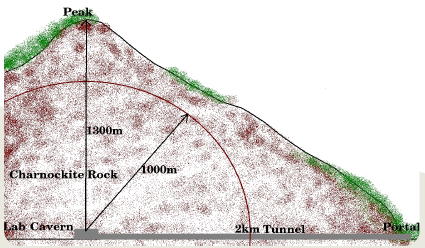 Peak
1300m
1000m
Charnockite Rock
Lab Cavern
2km Tunnel
Portal